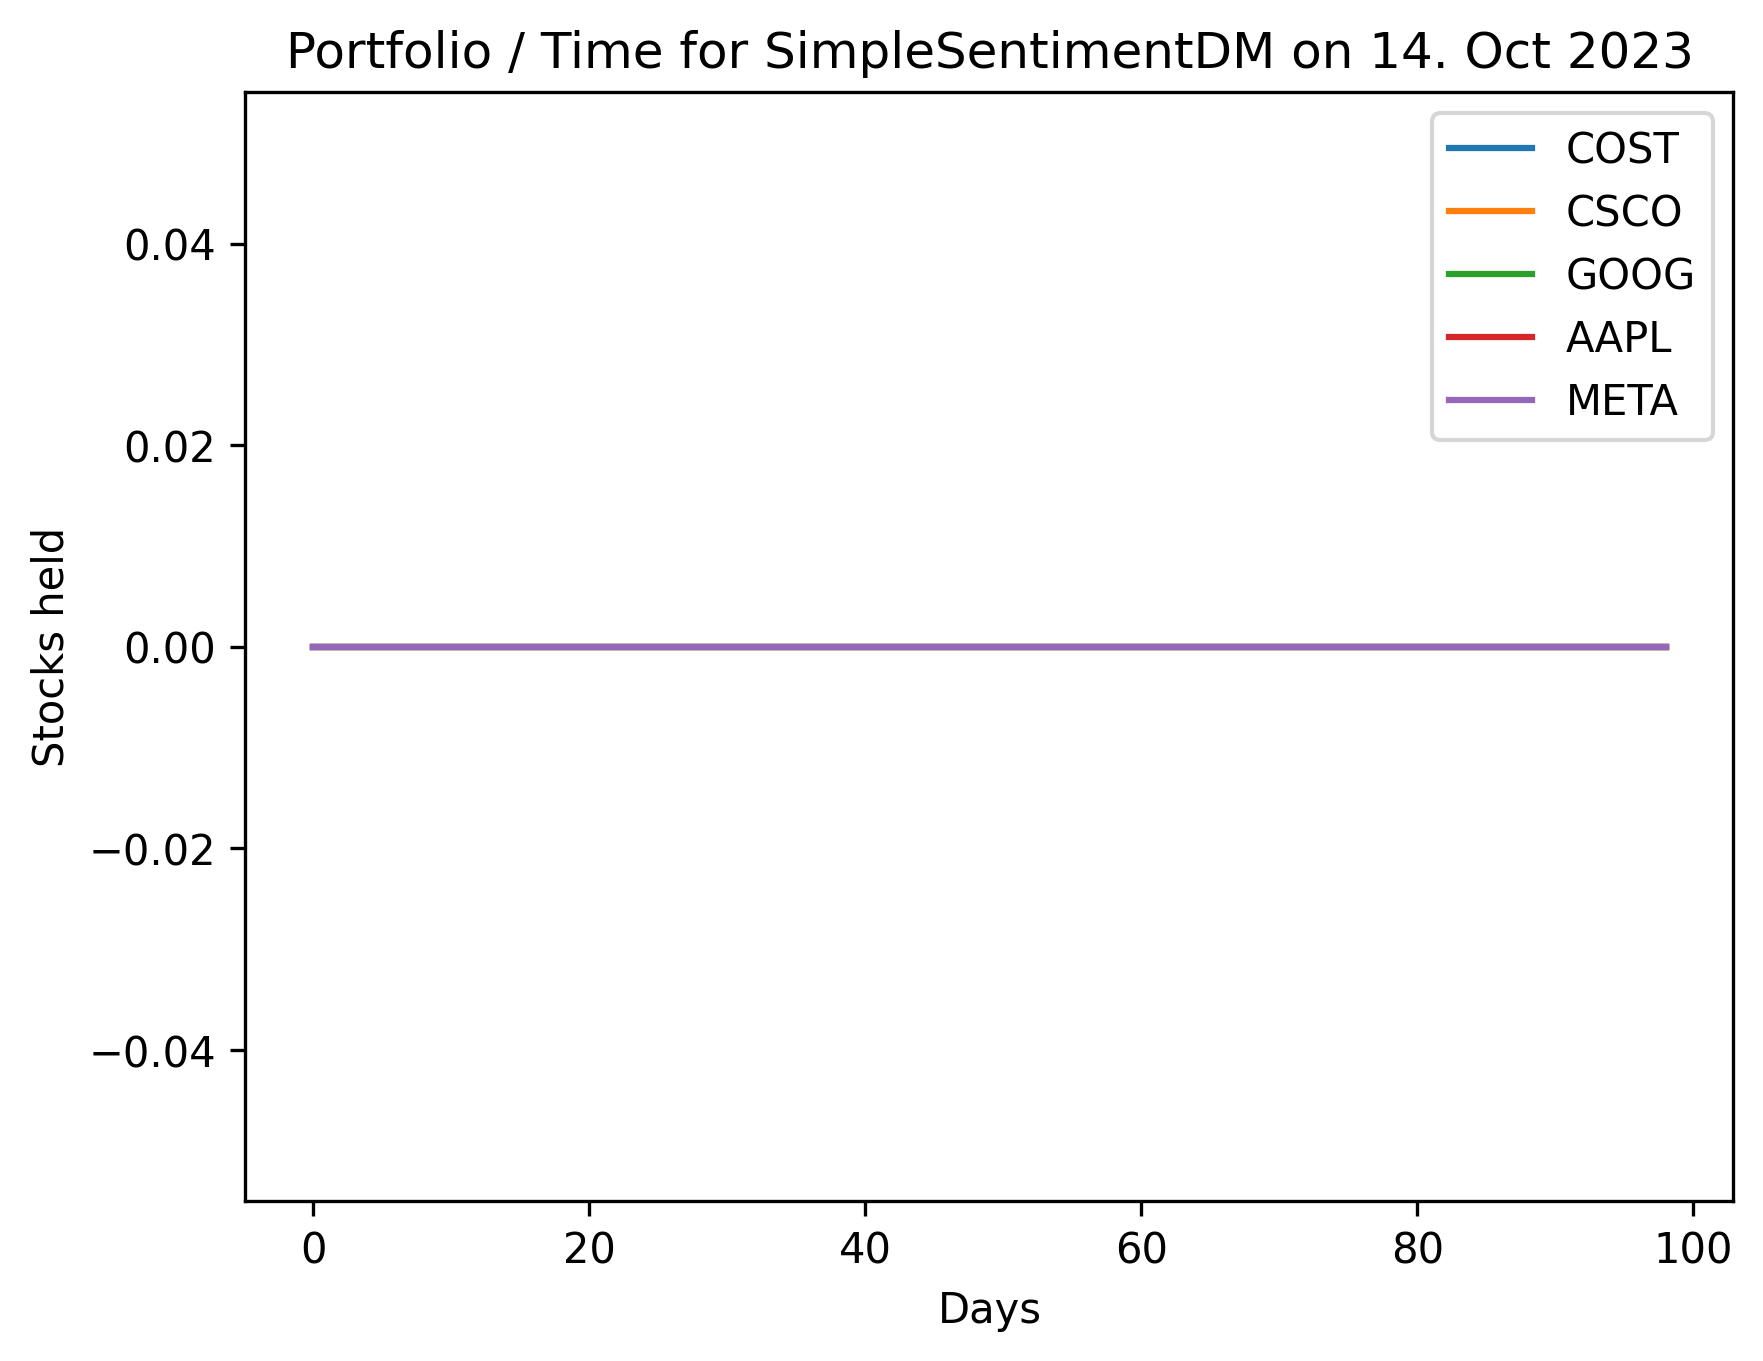 Portfolio / Time for SimpleSentimentDM on 14. Oct 2023
COST
CSCO
GOOG
AAPL
META
0.04
0.02
0.00
−0.02
−0.04
Stocks held
0 20 40 60 80 100
Days